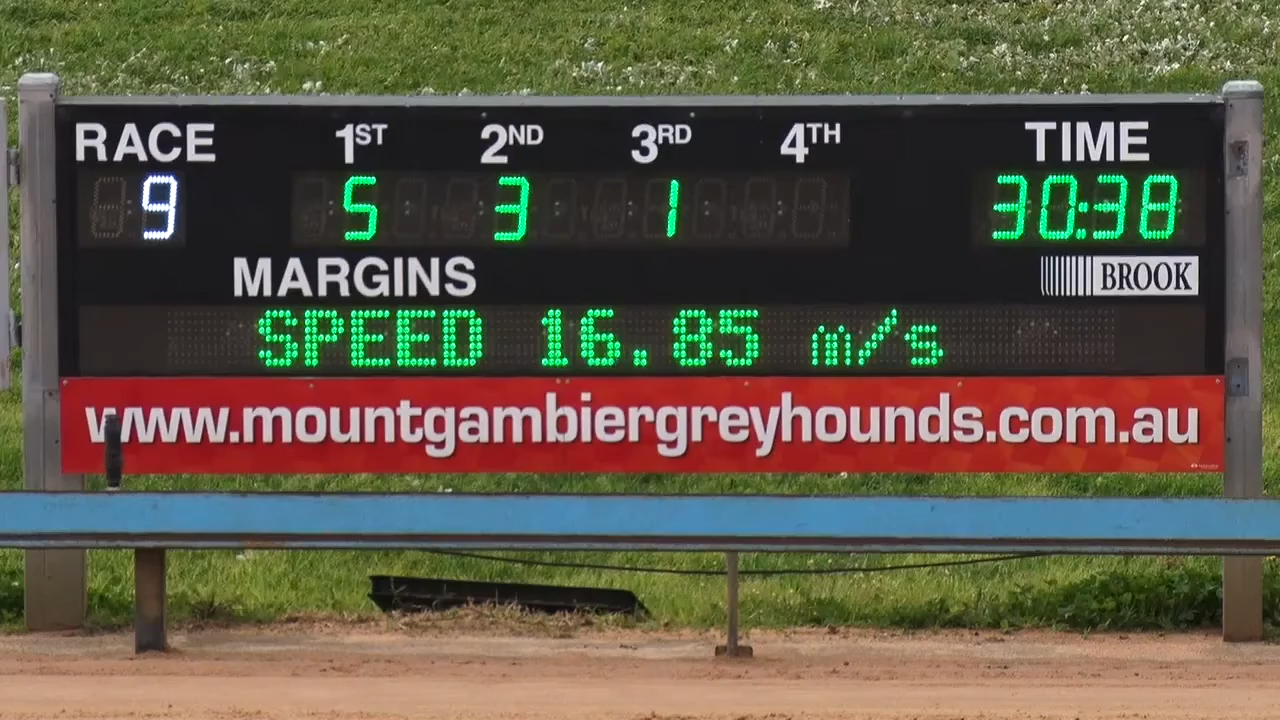 RACE 1ST 2ND 3RD 4TH TIME
9 5 3 1 30:38
MARGINS BROOK
SPEED 16.85 m/s
www.mountgambiergreyhounds.com.au